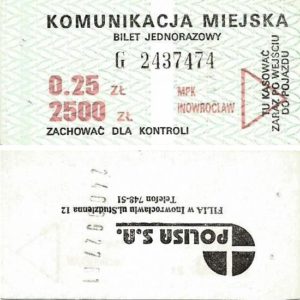 KOMUNIKACJA MIEJSKA
BILET JEDNORAZOWY
G 2437474
0.25 ZŁ
2500 ZŁ
MPK
INOWROCŁAW
ZACHOWAĆ DLA KONTROLI
TU KASOWAĆ
ZARAZ PO WEJŚCIU
DO POJAZDU
POLISA S.A.
FILIA w Inowrocławiu ul. Studzienna 12
Telefon 748-51